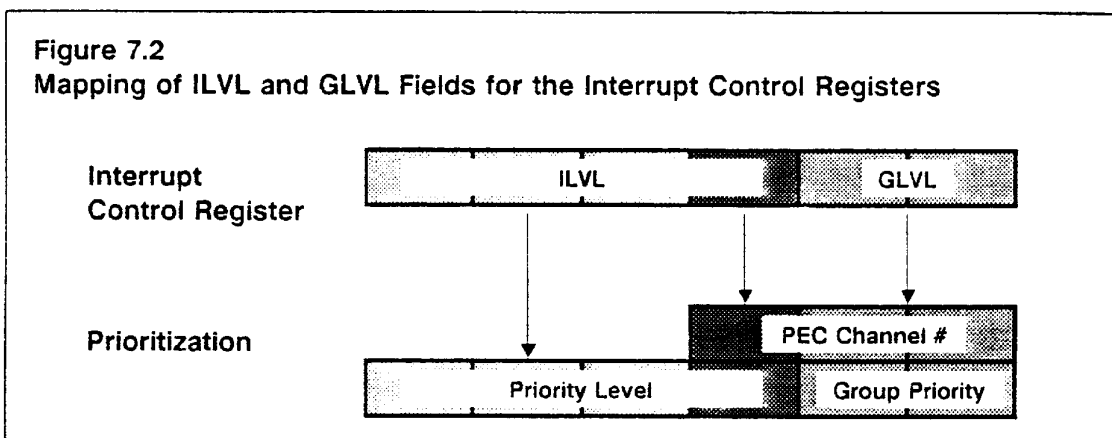 Figure 7.2
Mapping of ILVL and GLVL Fields for the Interrupt Control Registers
Interrupt
Control Register
ILVL
GLVL
Prioritization
PEC Channel #
Priority Level
Group Priority